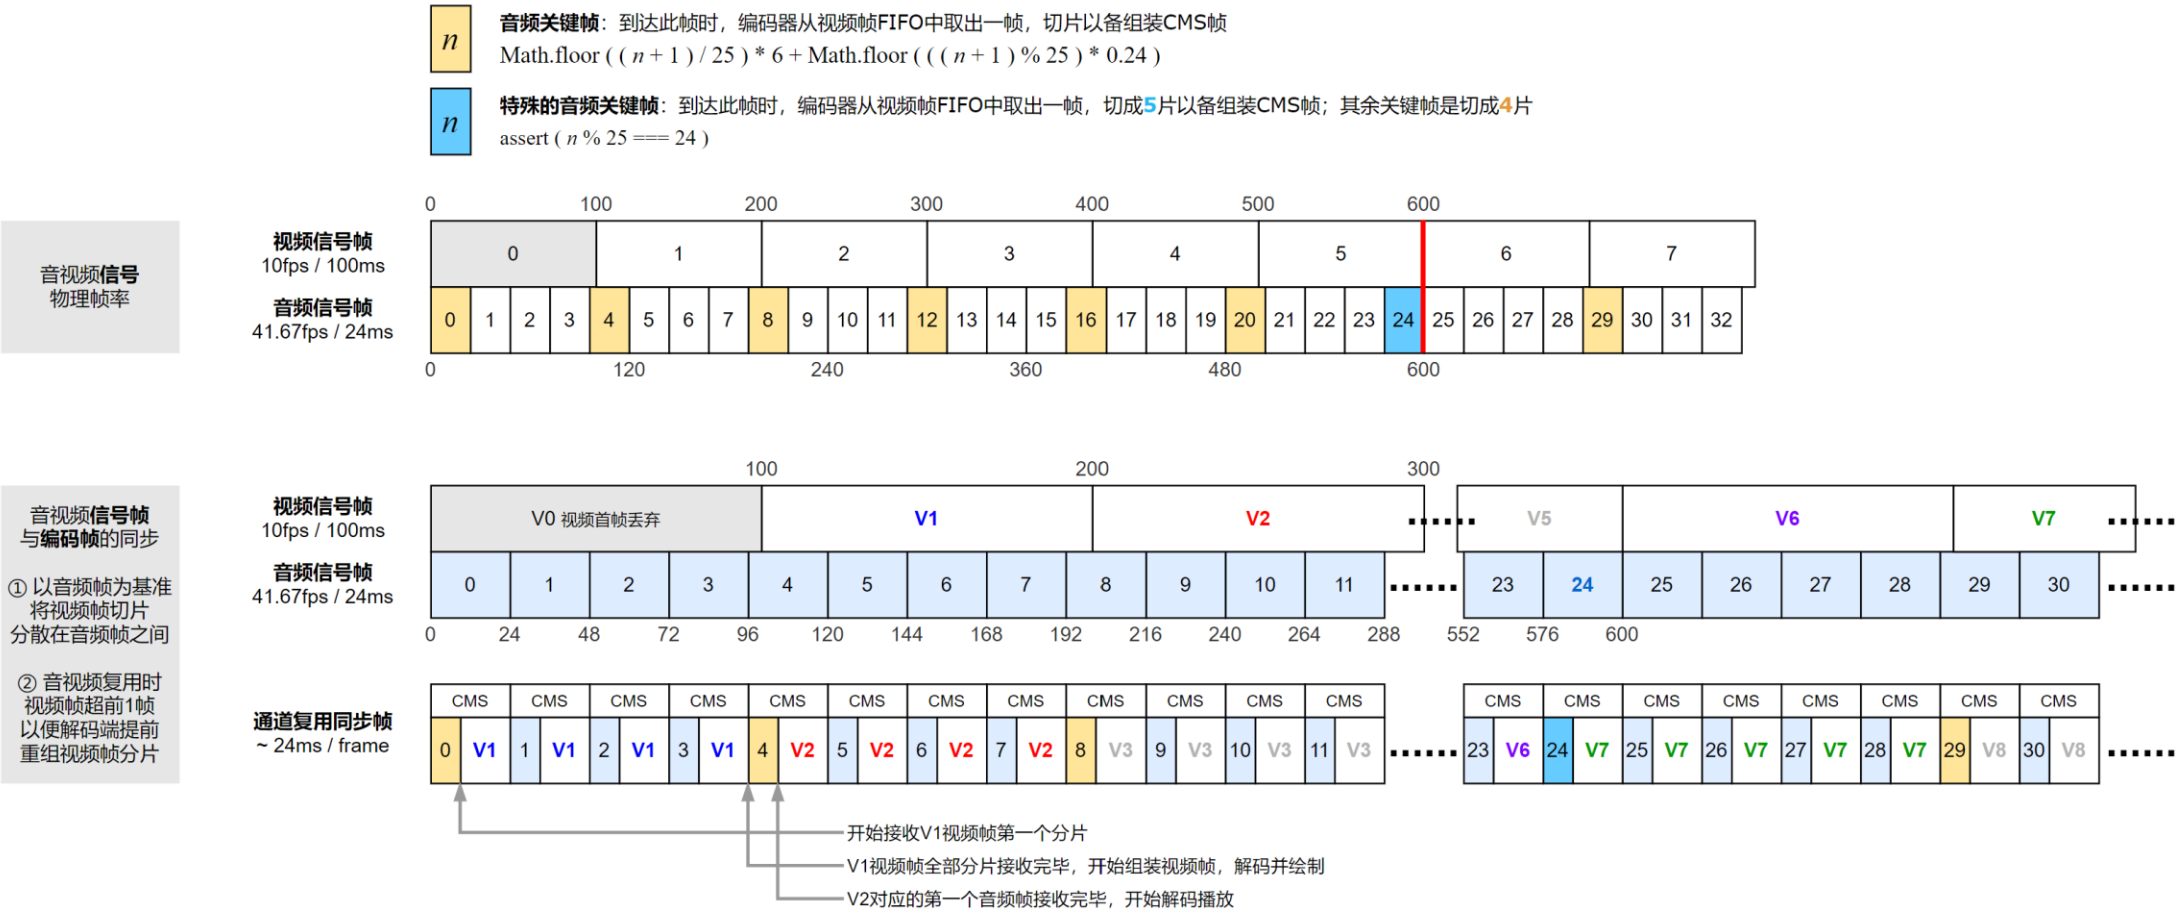 n
音频关键帧：到达此帧时，编码器从视频帧FIFO中取出一帧，切片以备组装CMS帧
Math.floor ( ( n + 1 ) / 25 ) * 6 + Math.floor ( ( ( n + 1 ) % 25 ) * 0.24 )
n
特殊的音频关键帧：到达此帧时，编码器从视频帧FIFO中取出一帧，切成5片以备组装CMS帧；其余关键帧是切成4片
assert ( n % 25 === 24 )
0 100 200 300 400 500 600
音视频信号
物理帧率
视频信号帧
10fps / 100ms
0 1 2 3 4 5 6 7
音频信号帧
41.67fps / 24ms
0 1 2 3 4 5 6 7 8 9 10 11 12 13 14 15 16 17 18 19 20 21 22 23 24 25 26 27 28 29 30 31 32
0 120 240 360 480 600
100 200 300
音视频信号帧
与编码帧的同步
① 以音频帧为基准
将视频帧切片
分散在音频帧之间
② 音视频复用时
视频帧超前1帧
以便解码端提前
重组视频帧分片
视频信号帧
10fps / 100ms
V0 视频首帧丢弃 V1 V2 ...... V5 V6 V7 ......
音频信号帧
41.67fps / 24ms
0 1 2 3 4 5 6 7 8 9 10 11 ...... 23 24 25 26 27 28 29 30 ......
0 24 48 72 96 120 144 168 192 216 240 264 288 552 576 600
通道复用同步帧
~ 24ms / frame
CMS CMS CMS CMS CMS CMS CMS CMS CMS CMS CMS CMS CMS CMS CMS CMS CMS CMS CMS CMS
0 V1 1 V1 2 V1 3 V1 4 V2 5 V2 6 V2 7 V2 8 V3 9 V3 10 V3 11 V3 ...... 23 V6 24 V7 25 V7 26 V7 27 V7 28 V7 29 V8 30 V8 ......
开始接收V1视频帧第一个分片
V1视频帧全部分片接收完毕，开始组装视频帧，解码并绘制
V2对应的第一个音频帧接收完毕，开始解码播放